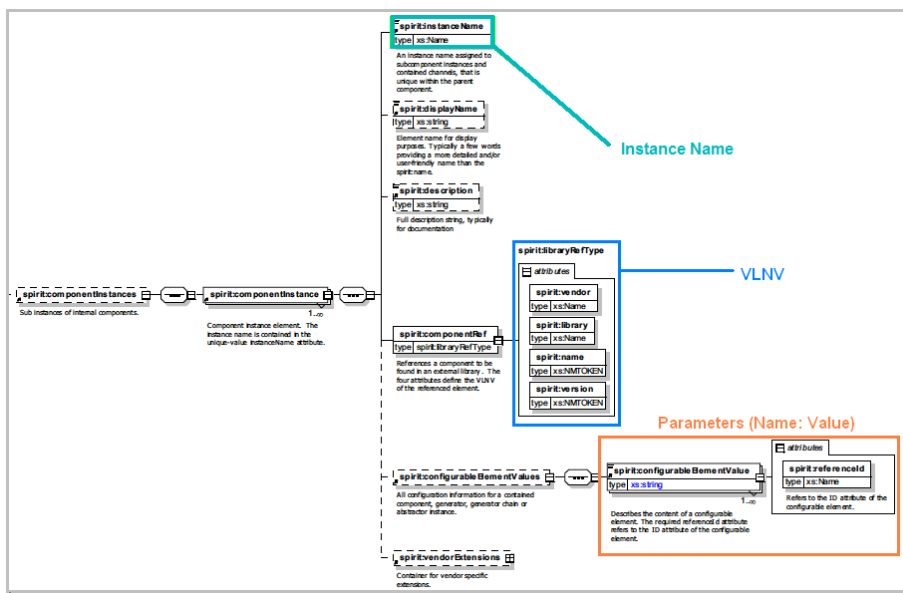 spirit:instanceName
type xs:Name
An instance name assigned to
subcomponent instances and
contained channels, that is
unique within the parent
component.
spirit:displayName
type xs:string
Element name for display
purposes. Typically a few words
providing a more detailed and/or
user-friendly name than the
spirit:name.
Instance Name
spirit:description
type xs:string
Full description string, typically
for documentation
spirit:libraryRefType
attributes
VLNV
spirit:vendor
type xs:Name
spirit:library
type xs:Name
spirit:name
type xs:NMTOKEN
spirit:version
type xs:NMTOKEN
spirit:componentInstances
Sub instances of internal components.
spirit:componentInstance
1..∞
Component instance element. The
instance name is contained in the
unique-value instanceName attribute.
spirit:componentRef
type spirit:libraryRefType
References a component to be
found in an external library . The
four attributes define the VLNV
of the referenced element.
Parameters (Name: Value)
spirit:configurableElementValues
All configuration information for a contained
component, generator, generator chain or
abstractor instance.
spirit:configurableElementValue
type xs:string
1..∞
Describes the content of a configurable
element. The required referenceId attribute
refers to the ID attribute of the configurable
element.
attributes
spirit:referenceId
type xs:Name
Refers to the ID attribute of the
configurable element.
spirit:vendorExtensions
Container for vendor specific
extensions.